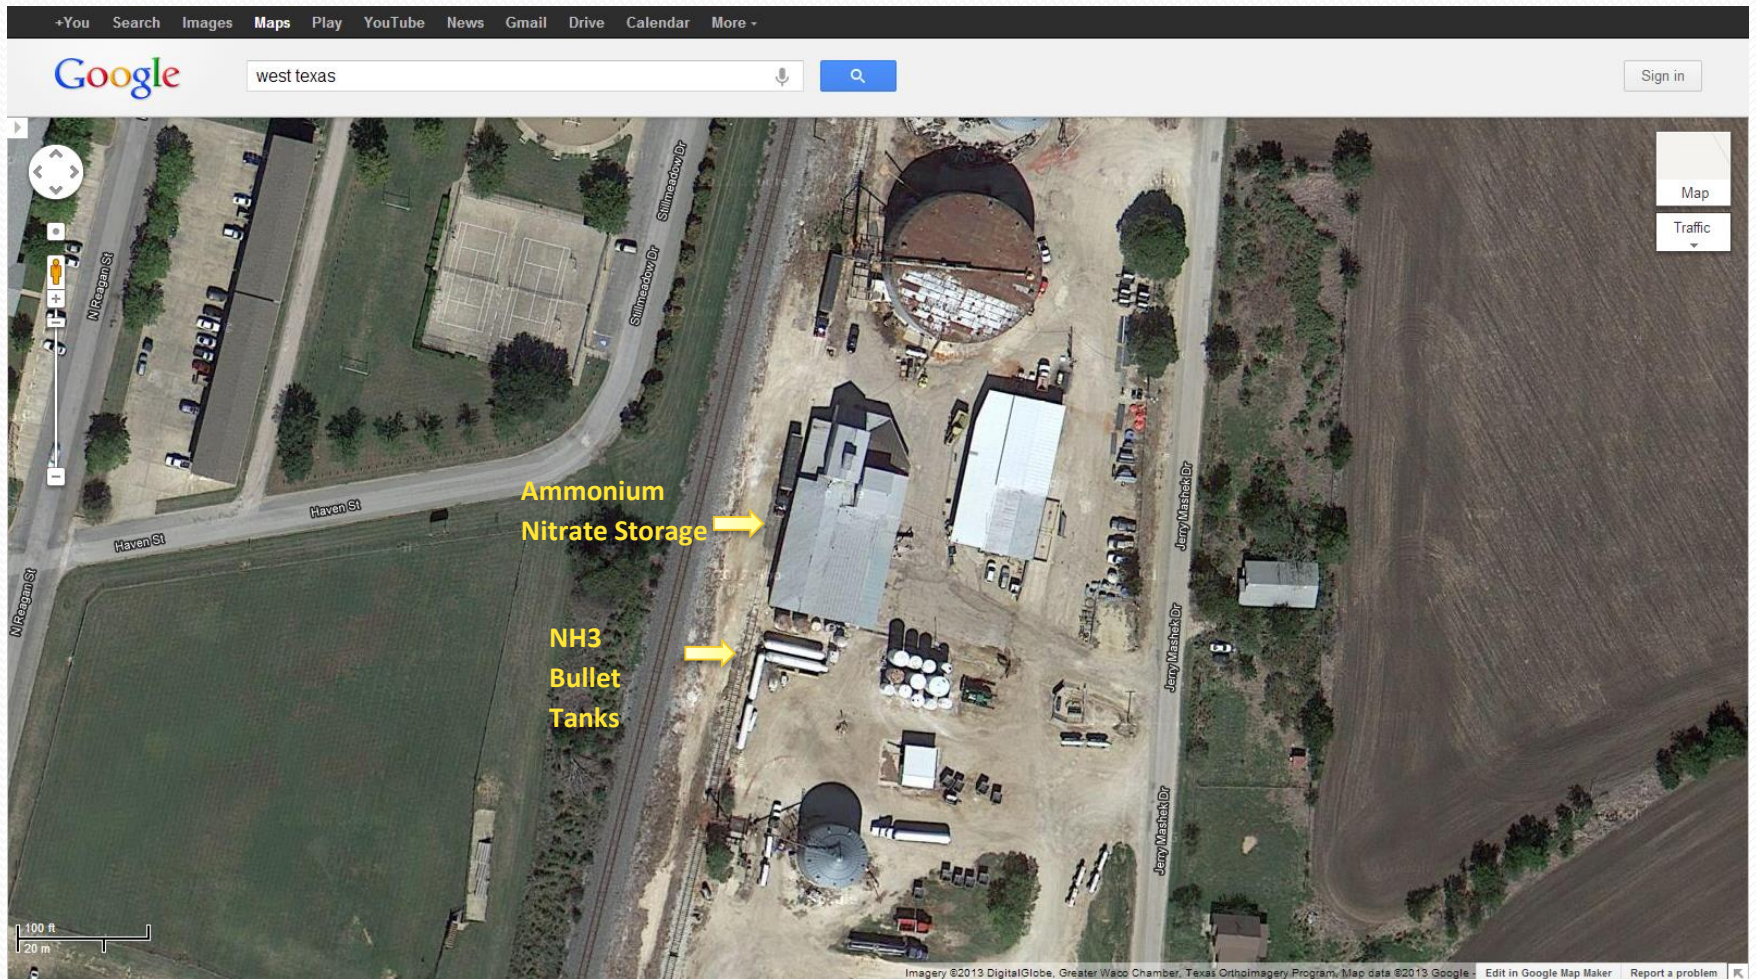 +You Search Images Maps Play YouTube News Gmail Drive Calendar More
Google
west texas
Sign in
Map
Traffic
N Reagan St
Stillmeadow Dr
Stillmeadow Dr
Haven St
Haven St
N Reagan St
Ammonium
Nitrate Storage
Jerry Mashek Dr
NH3
Bullet
Tanks
Jerry Mashek Dr
Jerry Mashek Dr
100 ft
20 m
Imagery ©2013 DigitalGlobe, Greater Waco Chamber, Texas Orthoimagery Program, Map data ©2013 Google - Edit in Google Map Maker Report a problem